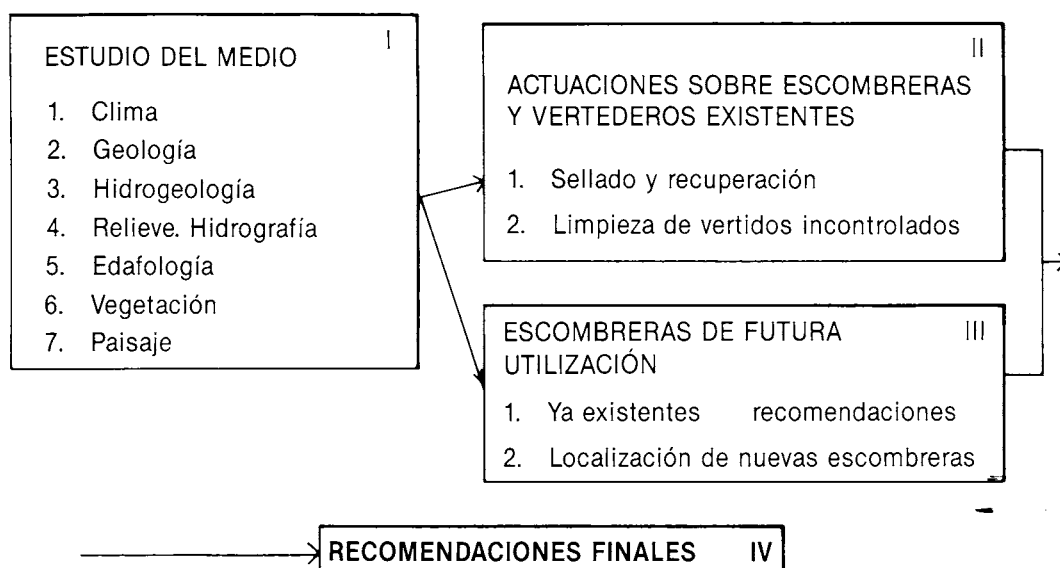 I
ESTUDIO DEL MEDIO
1. Clima
2. Geología
3. Hidrogeología
4. Relieve. Hidrografía
5. Edafología
6. Vegetación
7. Paisaje
II
ACTUACIONES SOBRE ESCOMBRERAS
Y VERTEDEROS EXISTENTES
1. Sellado y recuperación
2. Limpieza de vertidos incontrolados
ESCOMBRERAS DE FUTURA III
UTILIZACIÓN
1. Ya existentes recomendaciones
2. Localización de nuevas escombreras
RECOMENDACIONES FINALES IV